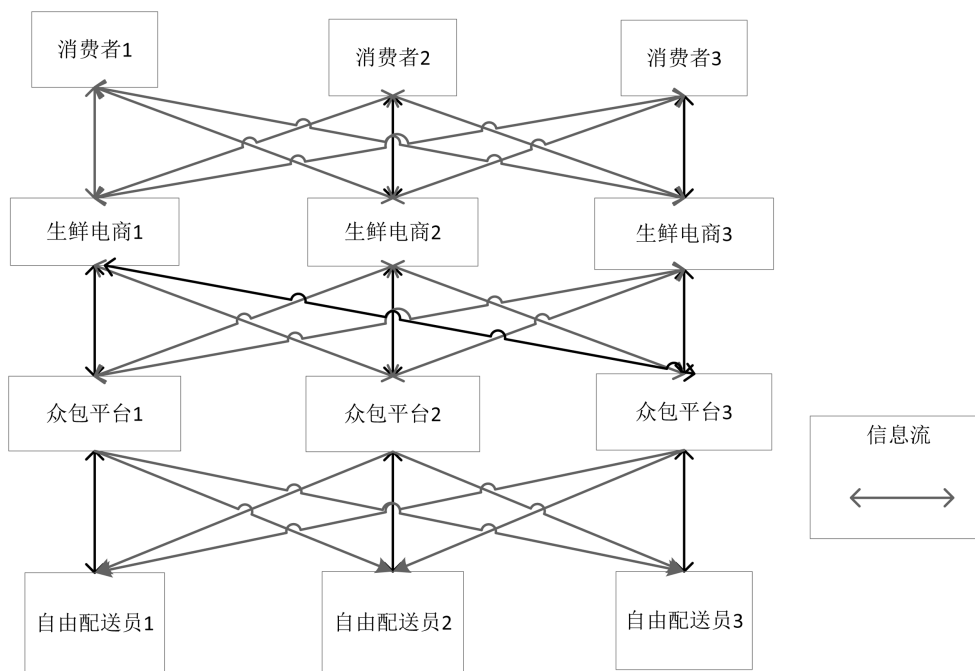 消费者1
消费者2
消费者3
生鲜电商1
生鲜电商2
生鲜电商3
众包平台1
众包平台2
众包平台3
信息流
自由配送员1
自由配送员2
自由配送员3